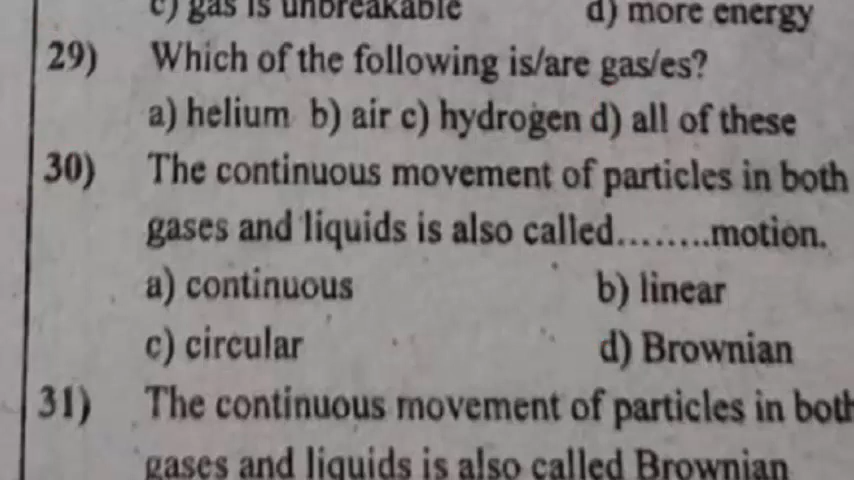 c) gas is unbreakable d) more energy
29) Which of the following is/are gas/es?
a) helium b) air c) hydrogen d) all of these
30) The continuous movement of particles in both
gases and liquids is also called........motion.
a) continuous b) linear
c) circular d) Brownian
31) The continuous movement of particles in both
gases and liquids is also called Brownian